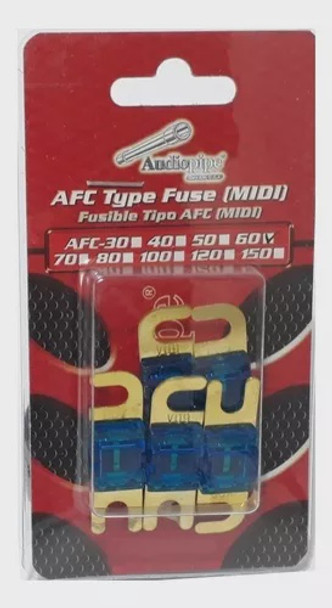 Audiopipe
AFC Type Fuse (MIDI)
Fusible Tipo AFC (MIDI)
AFC-30 40 50 60
70 80 100 120 150